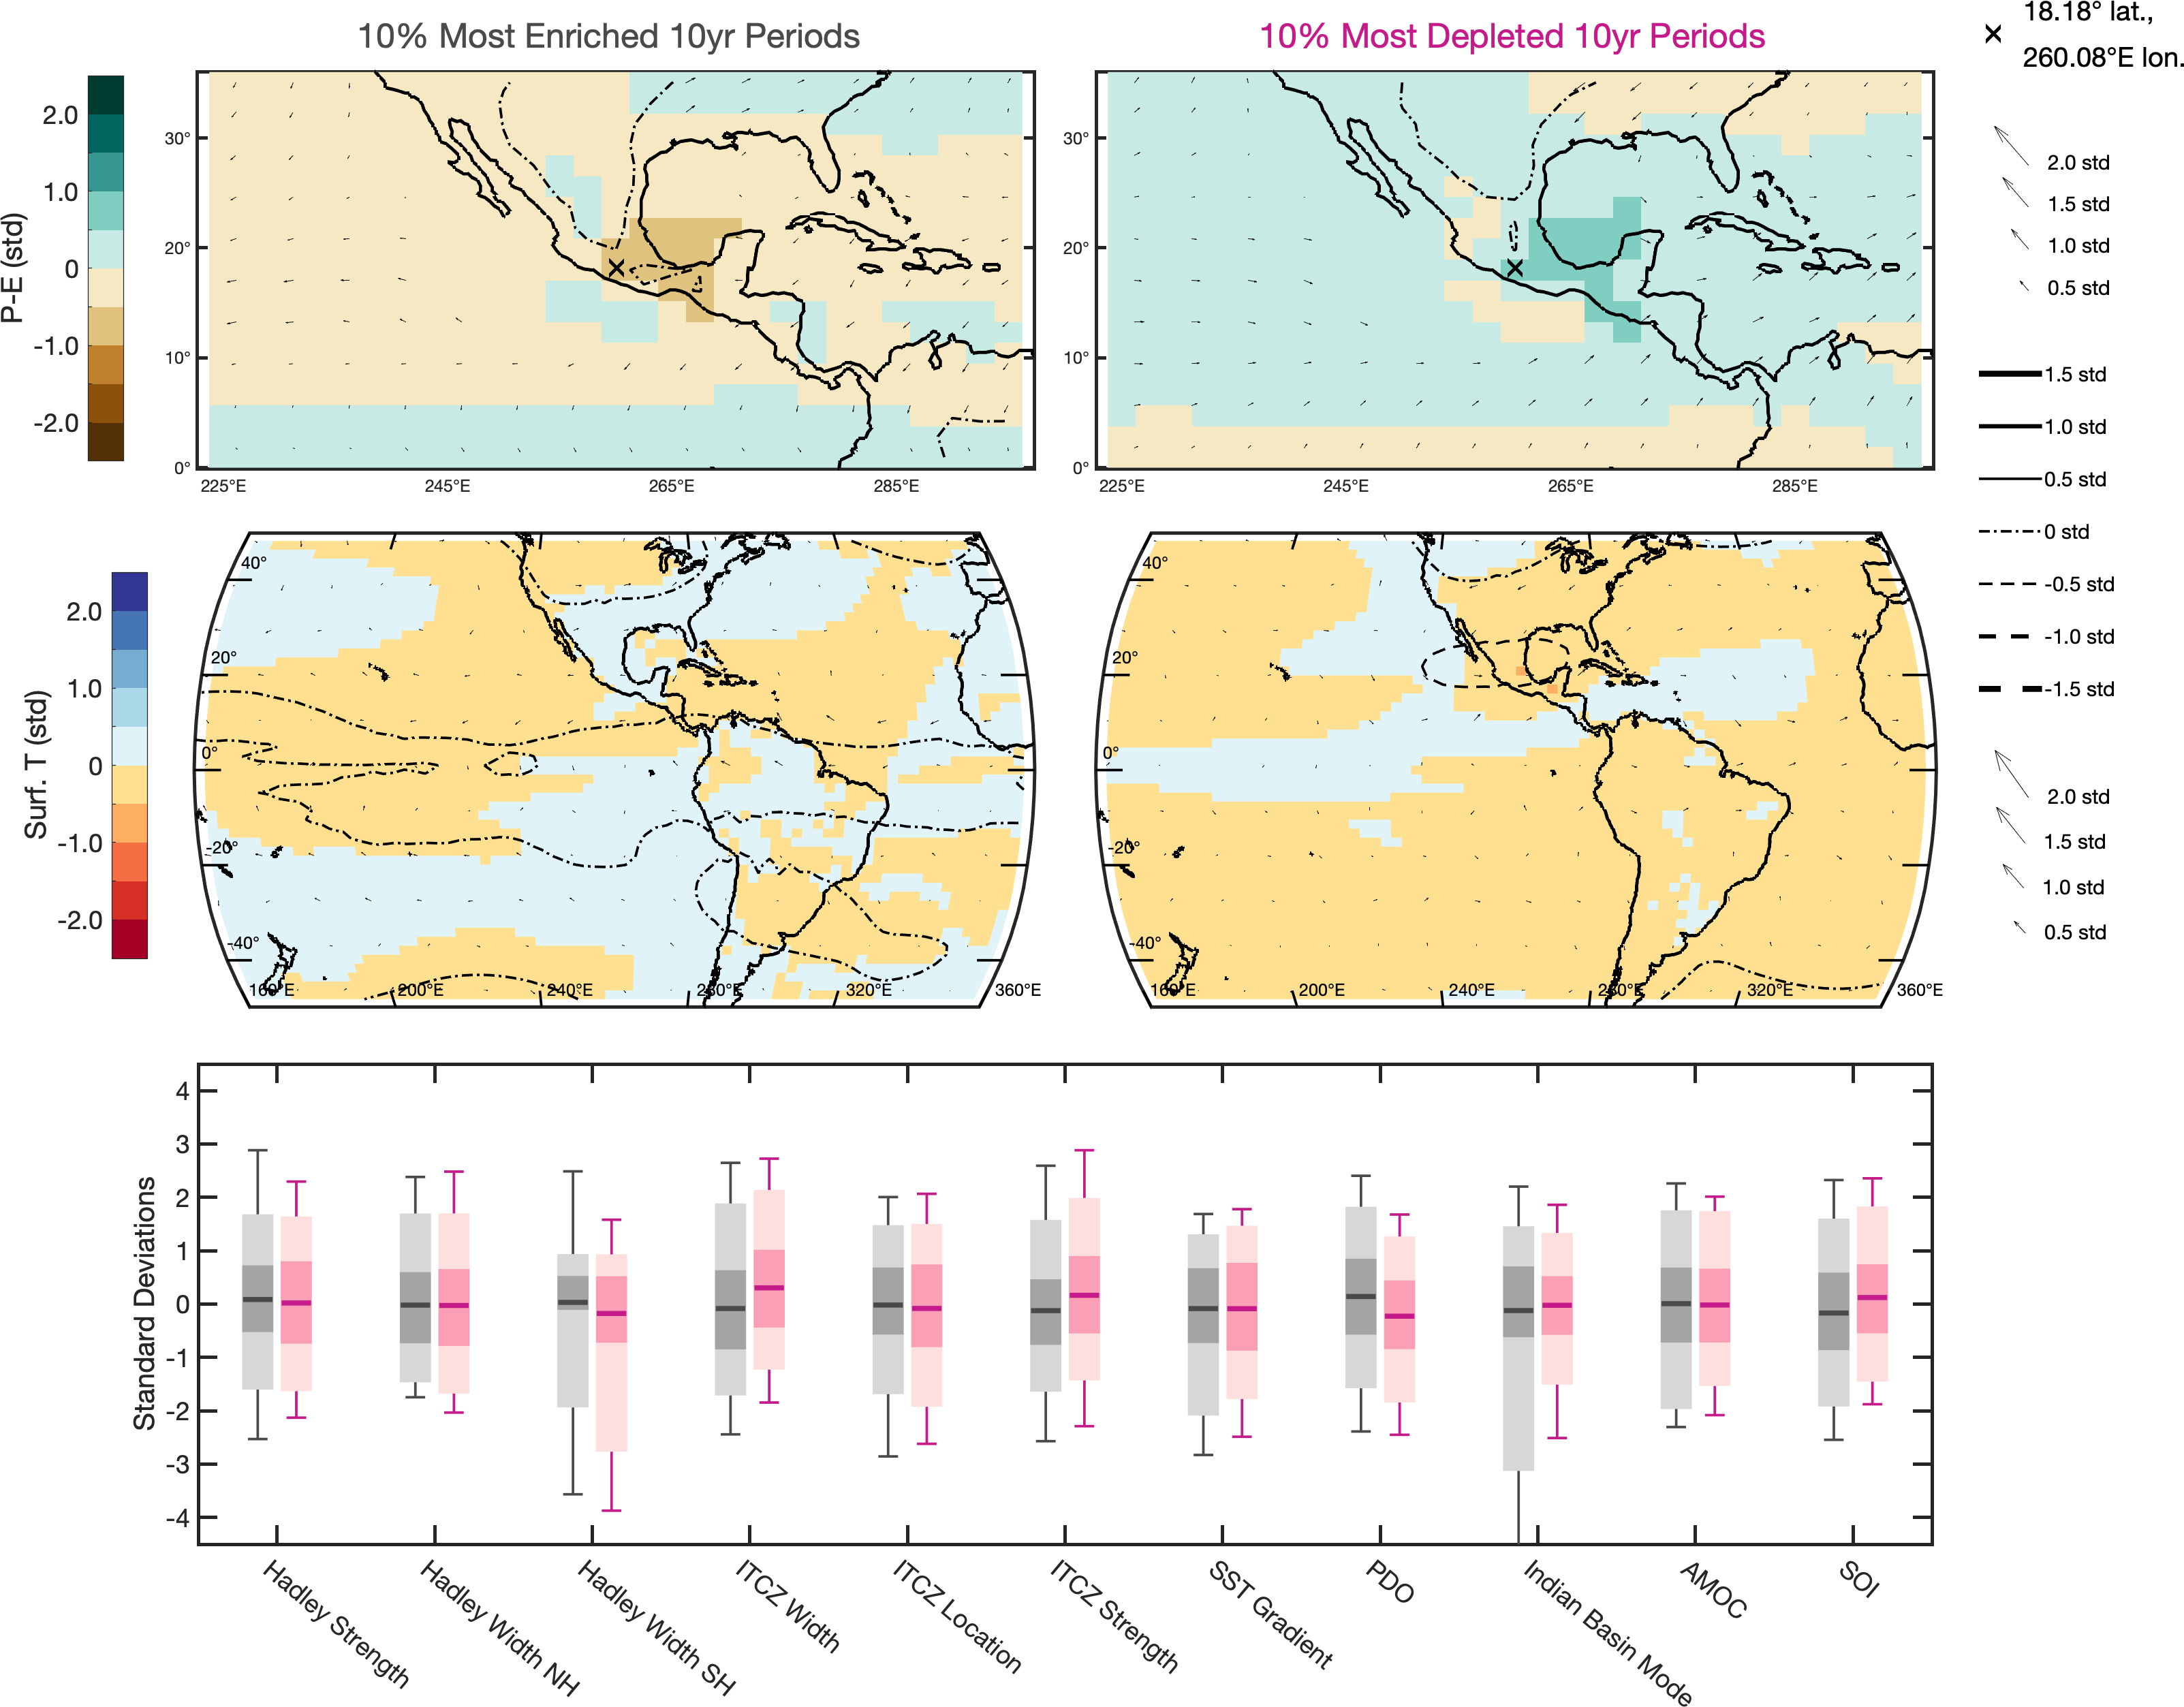 10% Most Enriched 10yr Periods
10% Most Depleted 10yr Periods
18.18° lat.,
260.08°E lon.
P-E (std)
2.0
1.0
0
-1.0
-2.0
30°
20°
10°
0°
225°E 245°E 265°E 285°E
30°
20°
10°
0°
225°E 245°E 265°E 285°E
2.0 std
1.5 std
1.0 std
0.5 std
1.5 std
1.0 std
0.5 std
0 std
-0.5 std
-1.0 std
-1.5 std
2.0 std
1.5 std
1.0 std
0.5 std
Surf. T (std)
2.0
1.0
0
-1.0
-2.0
40°
20°
0°
-20°
-40°
160°E 200°E 240°E 280°E 320°E 360°E
40°
20°
0°
-20°
-40°
160°E 200°E 240°E 280°E 320°E 360°E
Standard Deviations
4
3
2
1
0
-1
-2
-3
-4
Hadley Strength
Hadley Width NH
Hadley Width SH
ITCZ Width
ITCZ Location
ITCZ Strength
SST Gradient
PDO
Indian Basin Mode
AMOC
SOI